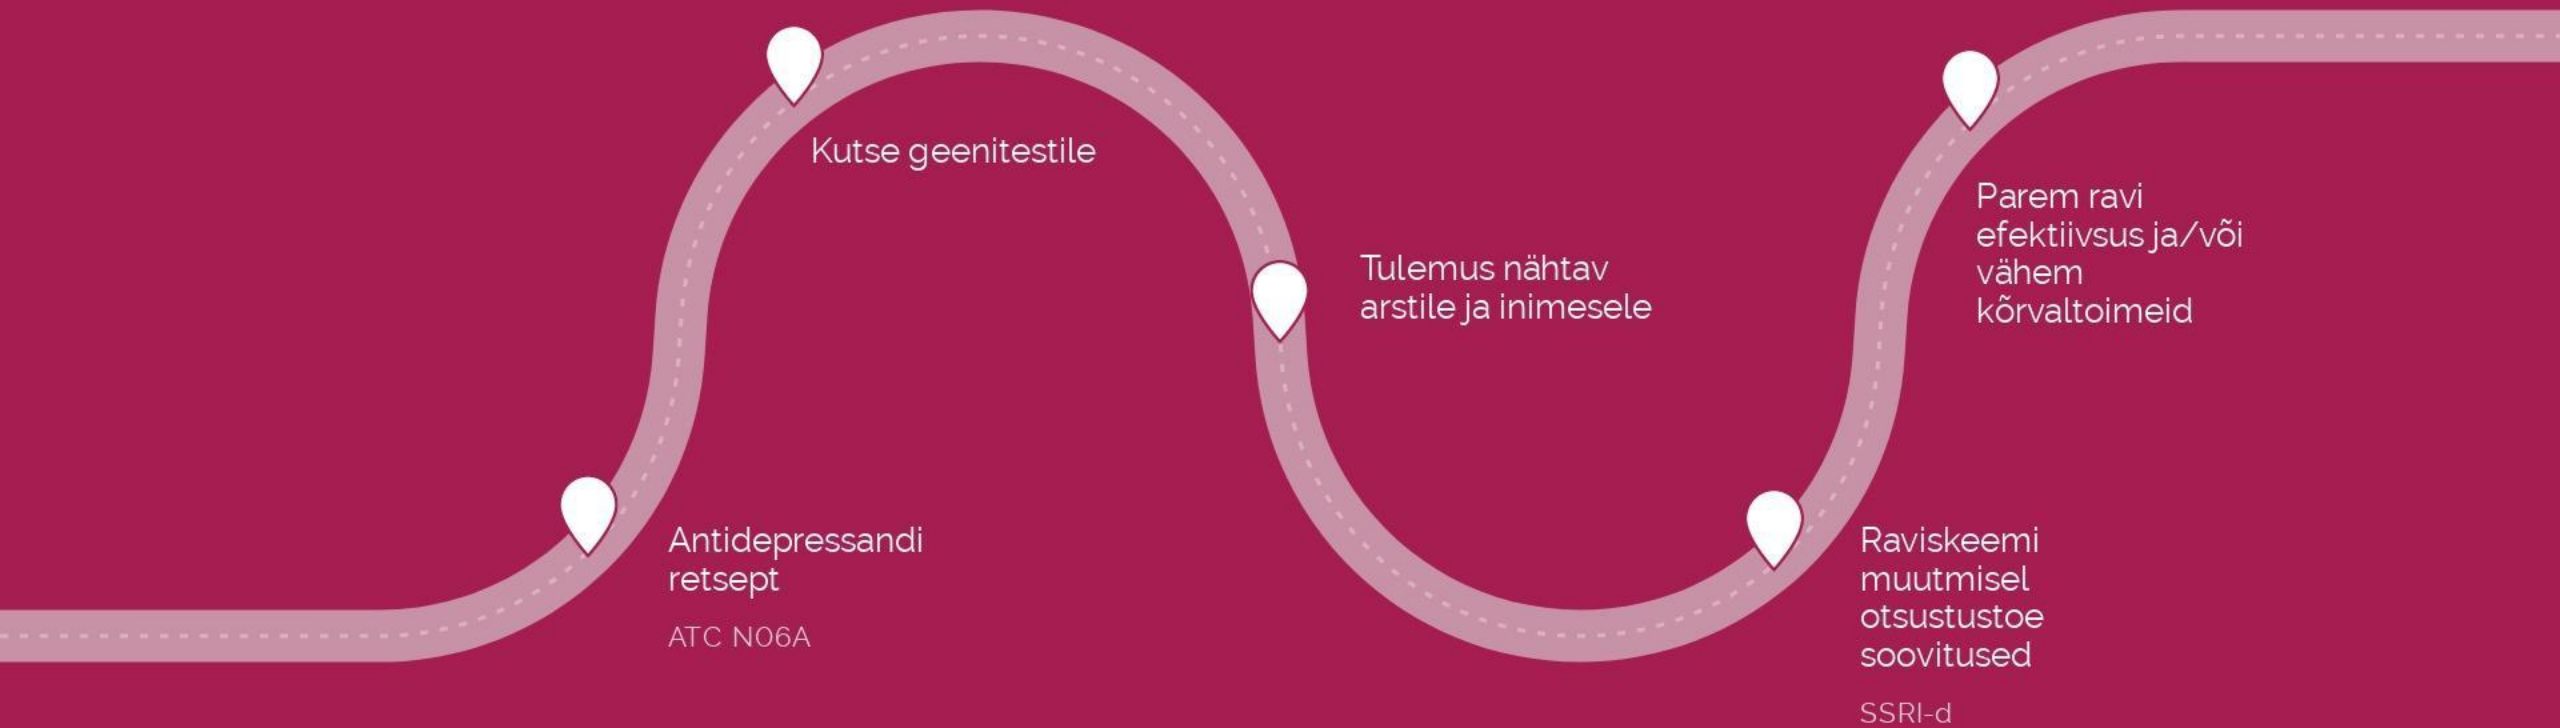 Antidepressandi
retsept
ATC N06A
Kutse geenitestile
Tulemus nähtav
arstile ja inimesele
Raviskeemi
muutmisel
otsustustoe
soovitused
SSRI-d
Parem ravi
efektiivsus ja/või
vähem
kõrvaltoimeid